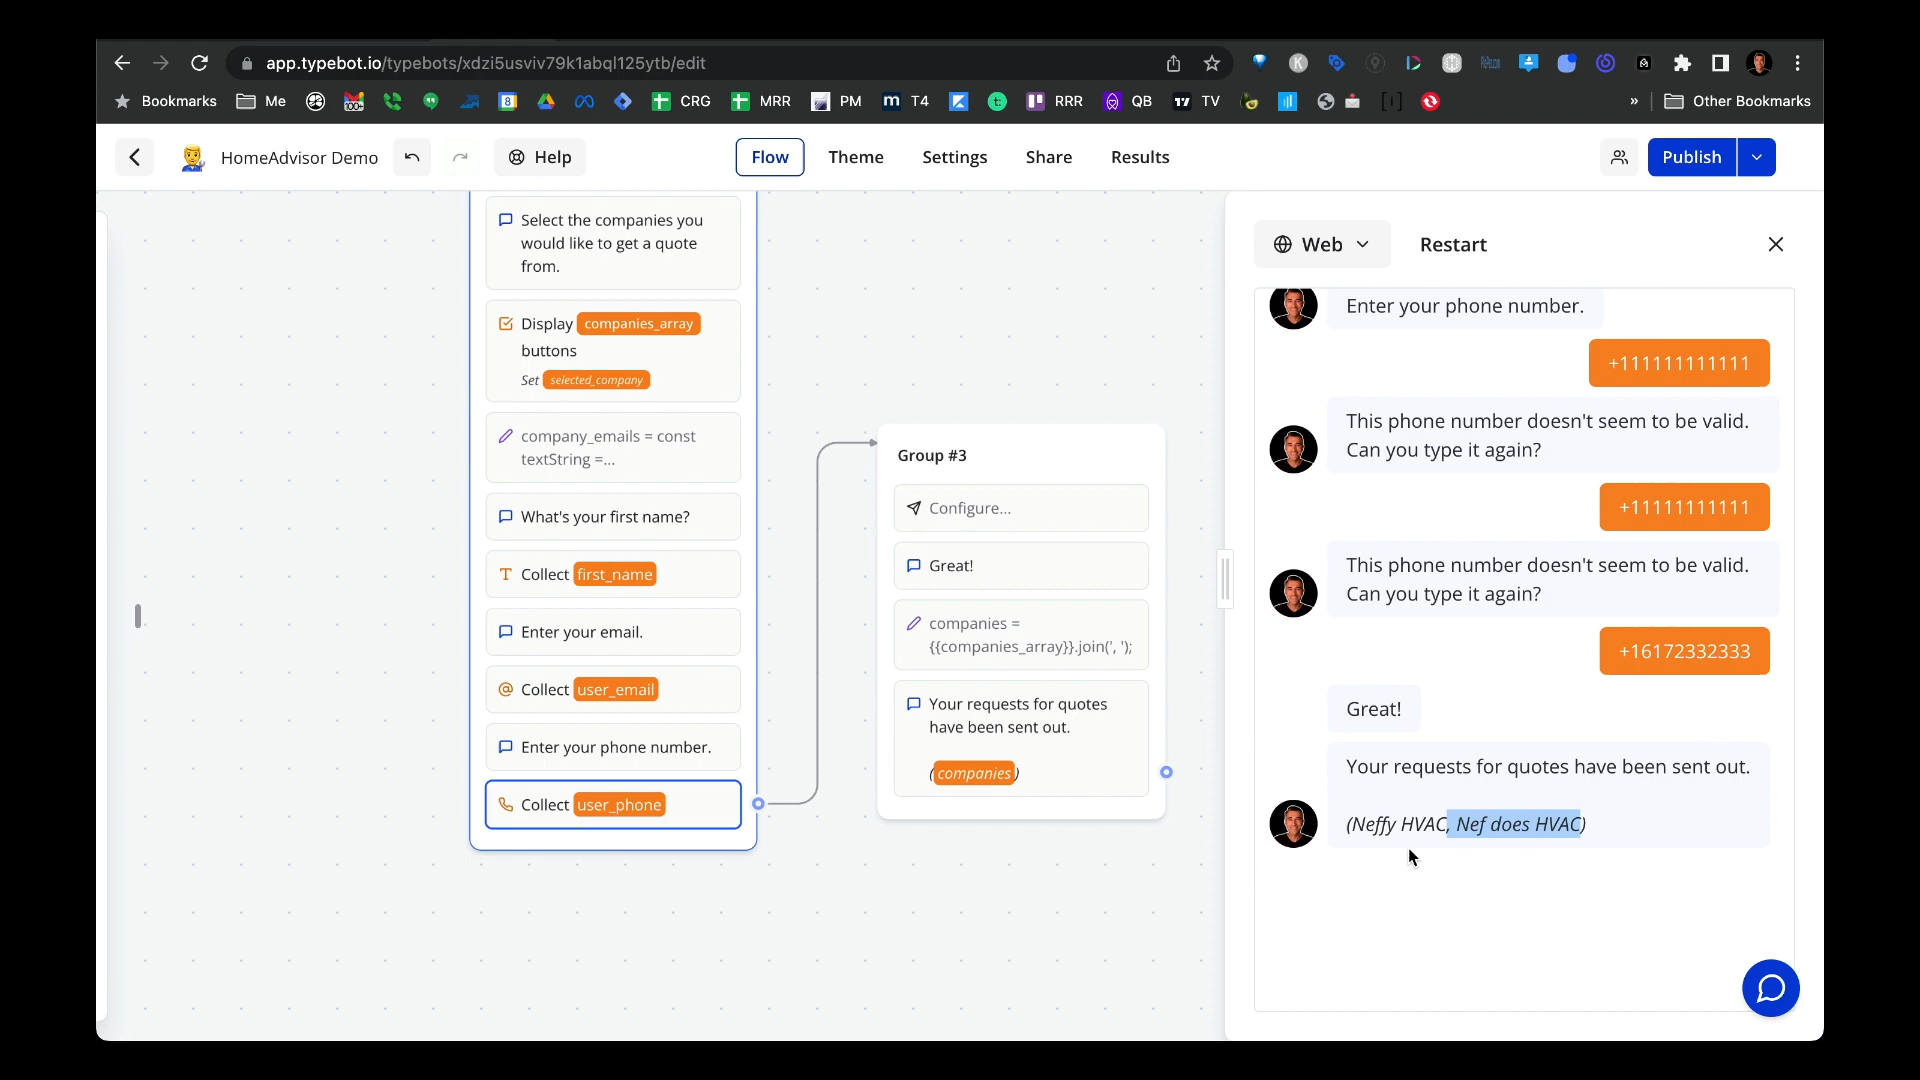 app.typebot.io/typebots/xdzi5usviv79k1abql125ytb/edit
Bookmarks
Me
CRG
MRR
PM
T4
RRR
QB
TV
»
Other Bookmarks
HomeAdvisor Demo
Help
Flow
Theme
Settings
Share
Results
Publish
Select the companies you
would like to get a quote
from.
Display companies_array
buttons
Set selected_company
company_emails = const
textString =...
What's your first name?
Collect first_name
Enter your email.
Collect user_email
Enter your phone number.
Collect user_phone
Group #3
Configure...
Great!
companies =
{{companies_array}}.join(', ');
Your requests for quotes
have been sent out.
(companies)
Web
Restart
Enter your phone number.
+111111111111
This phone number doesn't seem to be valid.
Can you type it again?
+11111111111
This phone number doesn't seem to be valid.
Can you type it again?
+16172332333
Great!
Your requests for quotes have been sent out.
(Neffy HVAC, Nef does HVAC)